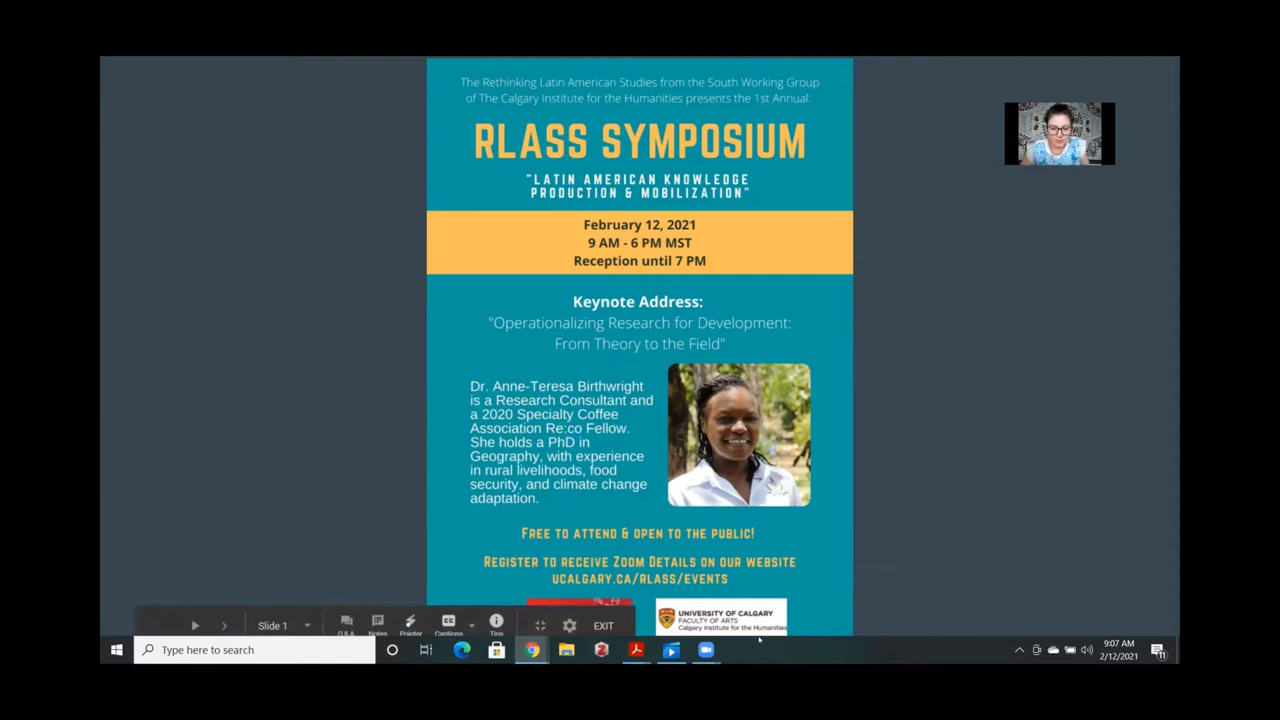 The Rethinking Latin American Studies from the South Working Group
of The Calgary Institute for the Humanities presents the 1st Annual:
RLASS SYMPOSIUM
"LATIN AMERICAN KNOWLEDGE
PRODUCTION & MOBILIZATION"
February 12, 2021
9 AM - 6 PM MST
Reception until 7 PM
Keynote Address:
"Operationalizing Research for Development:
From Theory to the Field"
Dr. Anne-Teresa Birthwright
is a Research Consultant and
a 2020 Specialty Coffee
Association Re:co Fellow.
She holds a PhD in
Geography, with experience
in rural livelihoods, food
security, and climate change
adaptation.
FREE TO ATTEND & OPEN TO THE PUBLIC!
REGISTER TO RECEIVE ZOOM DETAILS ON OUR WEBSITE
UCALGARY.CA/RLASS/EVENTS
UNIVERSITY OF CALGARY
FACULTY OF ARTS
Calgary Institute for the Humanities
Slide 1
Q&A
Notes
Pointer
Captions
Tips
EXIT
Type here to search
9:07 AM
2/12/2021
11